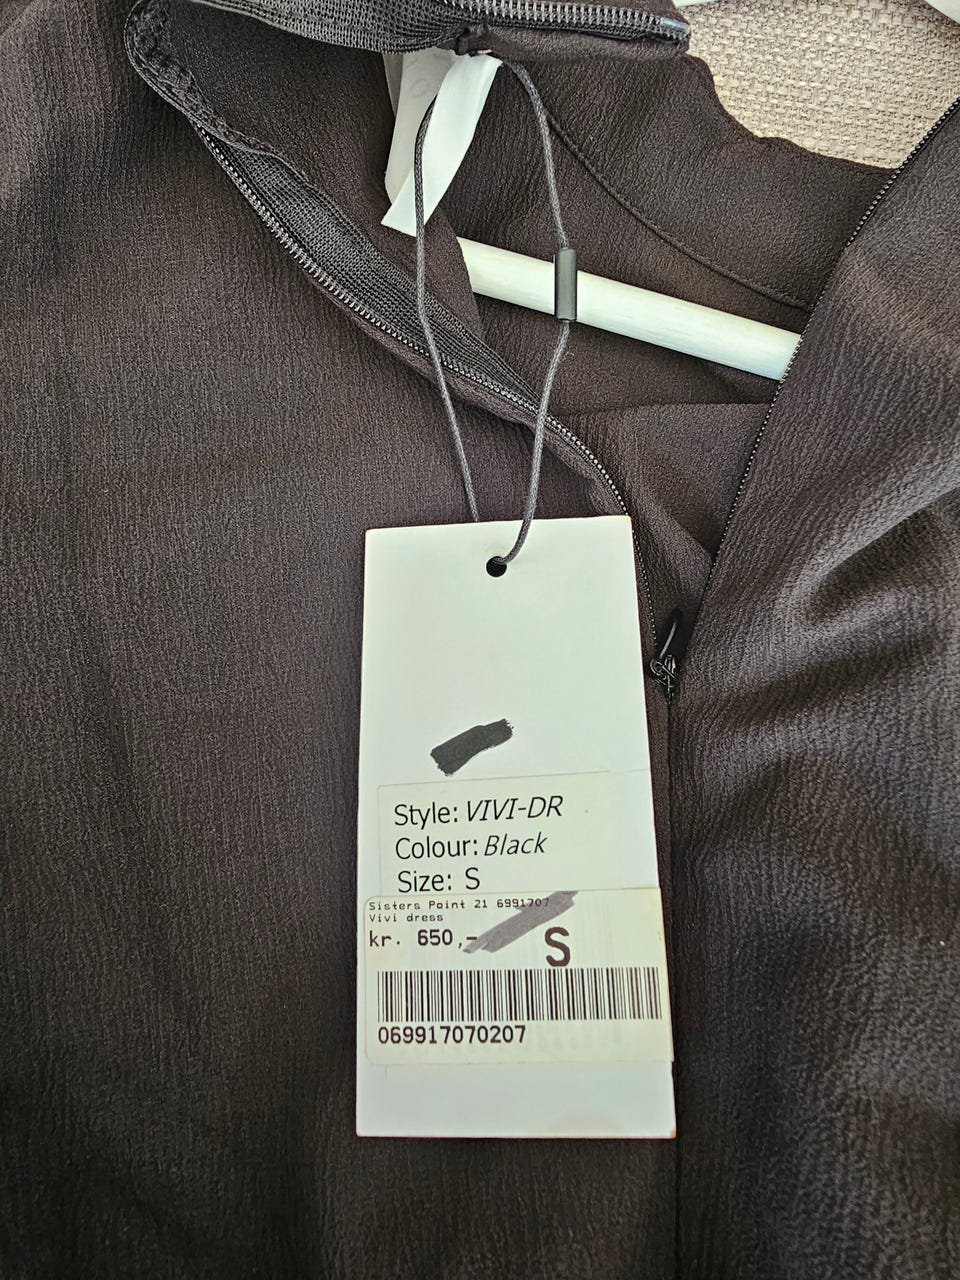 Style: VIVI-DR
Colour: Black
Size: S
Sisters Point 21 6991707
Vivi dress
kr. 650,-
S
069917070207